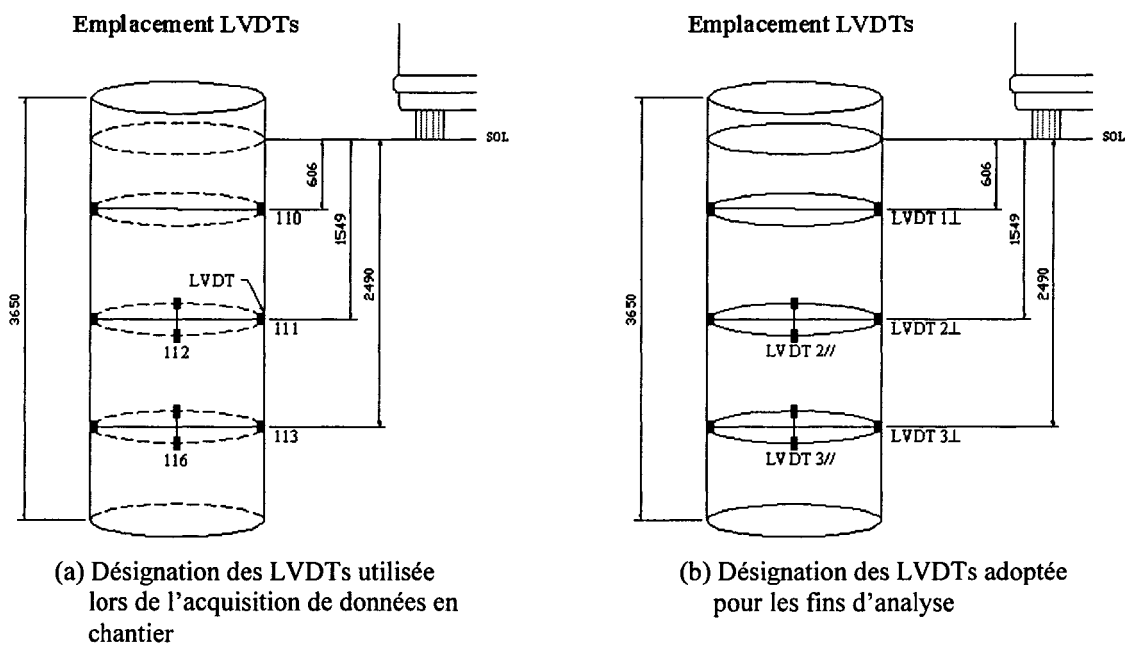 Emplacement LVDTs
SOL
606
1549
2490
3650
110
LVDT
111
112
113
116
(a) Désignation des LVDTs utilisée
lors de l'acquisition de données en
chantier
Emplacement LVDTs
SOL
606
1549
2490
3650
LVDT 1⊥
LVDT 2⊥
LVDT 2//
LVDT 3⊥
LVDT 3//
(b) Désignation des LVDTs adoptée
pour les fins d'analyse